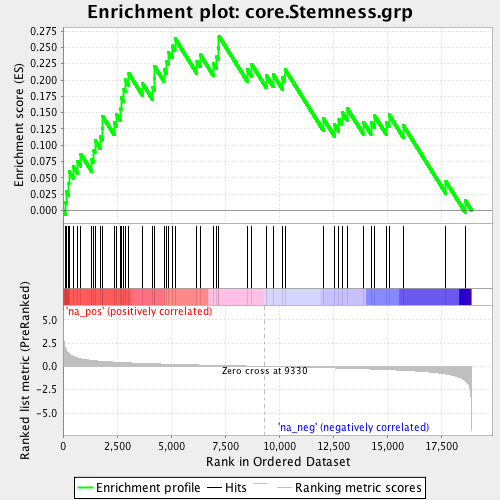 Enrichment plot: core.Stemness.grp
Enrichment score (ES)
0.275
0.250
0.225
0.200
0.175
0.150
0.125
0.100
0.075
0.050
0.025
0.000
'na_pos' (positively correlated)
Ranked list metric (PreRanked)
5.0
2.5
0.0
-2.5
-5.0
Zero cross at 9330
'na_neg' (negatively correlated)
0
2,500
5,000
7,500
10,000
12,500
15,000
17,500
Rank in Ordered Dataset
Enrichment profile
Hits
Ranking metric scores